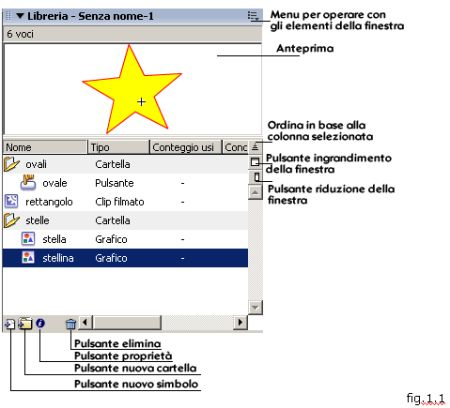 Libreria - Senza nome-1
Menu per operare con
gli elementi della finestra
6 voci
Anteprima
Ordina in base alla
colonna selezionata
Nome Tipo Conteggio usi Conc
Pulsante ingrandimento
della finestra
ovali Cartella
ovale Pulsante -
Pulsante riduzione della
finestra
rettangolo Clip filmato -
stelle Cartella
stella Grafico -
stellina Grafico -
Pulsante elimina
Pulsante proprietà
Pulsante nuova cartella
Pulsante nuovo simbolo
fig.1.1